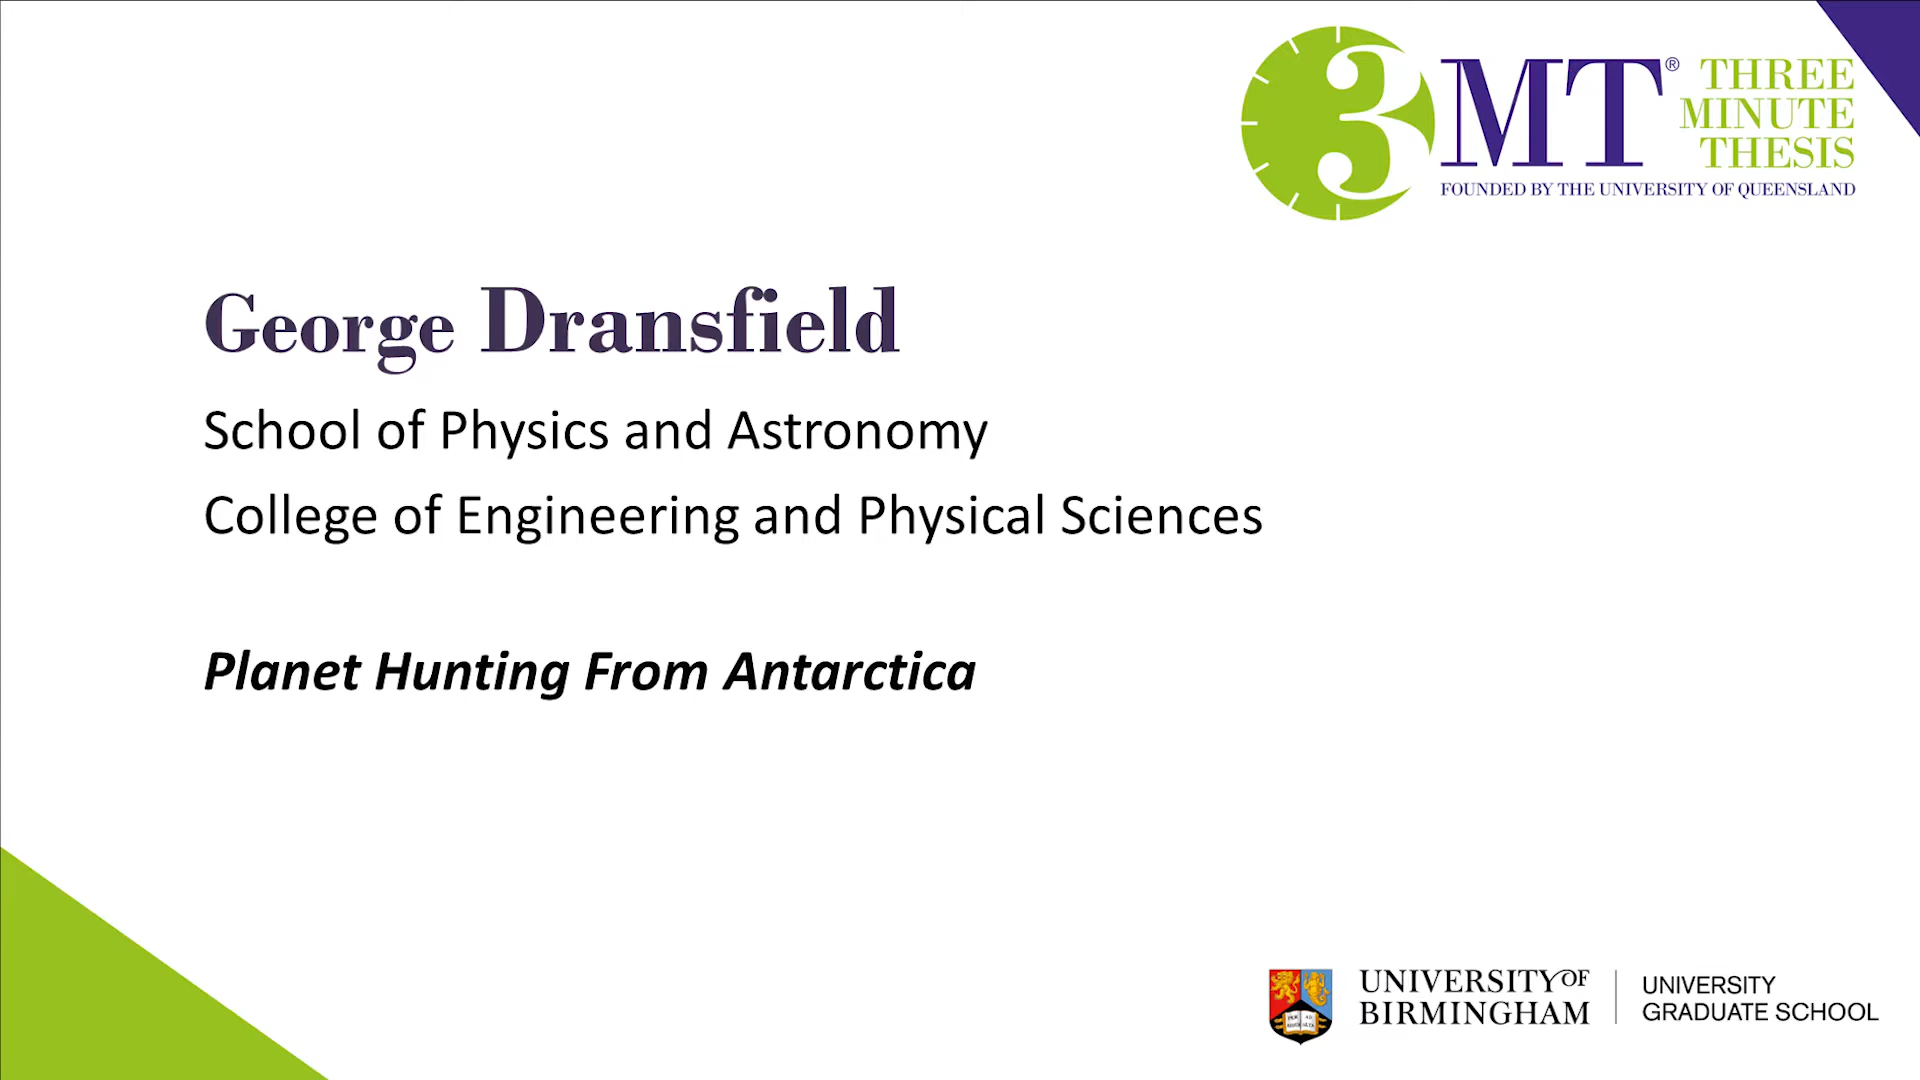 3MT® THREE
MINUTE
THESIS
FOUNDED BY THE UNIVERSITY OF QUEENSLAND
George Dransfield
School of Physics and Astronomy
College of Engineering and Physical Sciences
Planet Hunting From Antarctica
UNIVERSITY OF
BIRMINGHAM
UNIVERSITY
GRADUATE SCHOOL